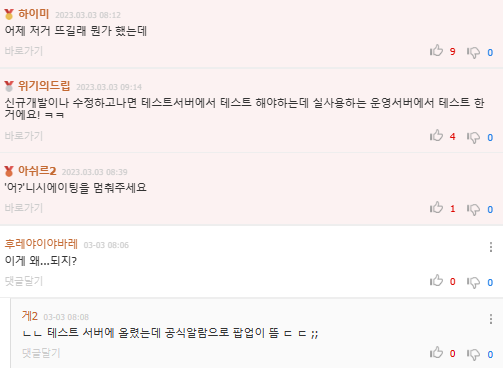 하이미 2023.03.03 08:12
어제 저거 뜨길래 뭔가 했는데
바로가기 9 0
위기의드립 2023.03.03 09:14
신규개발이나 수정하고나면 테스트서버에서 테스트 해야하는데 실사용하는 운영서버에서 테스트 한
거에요! ㅋㅋ
바로가기 4 0
아쉬르2 2023.03.03 08:39
'어?'니시에이팅을 멈춰주세요
바로가기 1 0
후레야이야바레 03-03 08:06
이게 왜...되지?
댓글달기 0 0
게2 03-03 08:08
ㄴㄴ 테스트 서버에 올렸는데 공식알람으로 팝업이 뜸 ㄷ ㄷ ;;
댓글달기 0 0